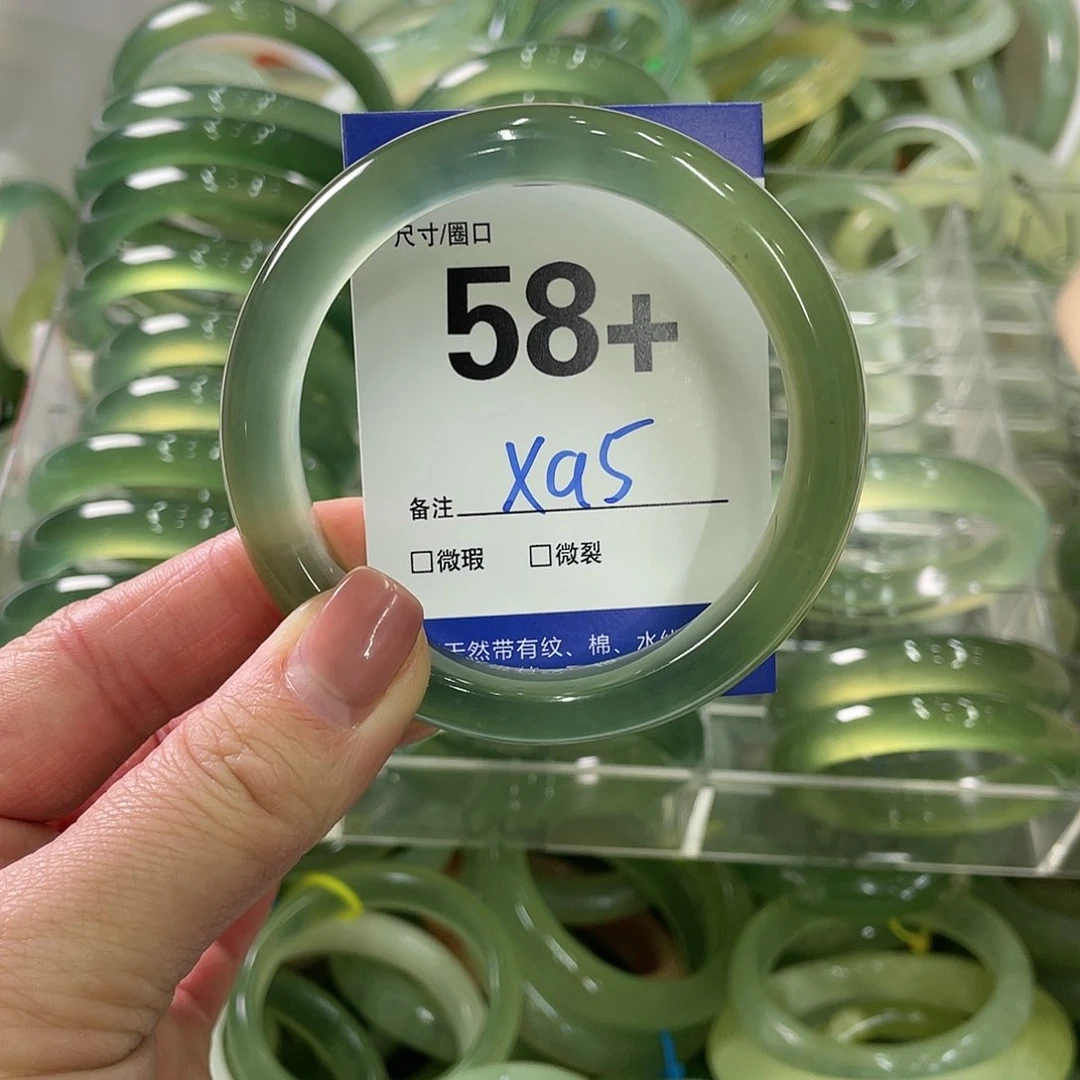 尺寸/圈口
58+
备注 xa5
□微瑕 □微裂
天然带有纹、棉、水